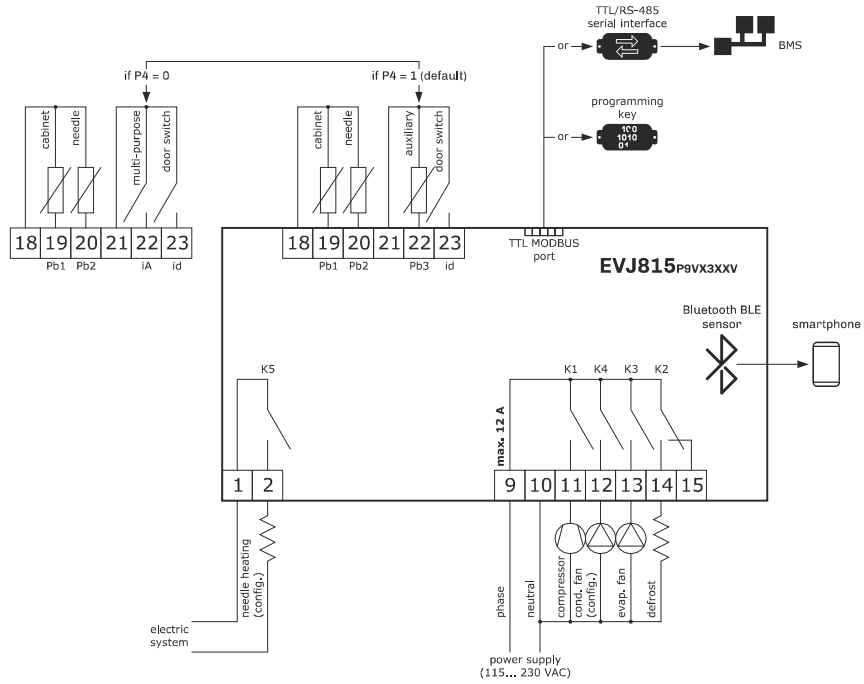 TTL/RS-485
serial interface
or
BMS
if P4 = 0
if P4 = 1 (default)
programming
key
or
100
1010
01
cabinet
needle
multi-purpose
door switch
cabinet
needle
auxiliary
door switch
18 19 20 21 22 23
Pb1 Pb2 iA id
18 19 20 21 22 23
Pb1 Pb2 Pb3 id
TTL MODBUS
port
EVJ815P9VX3XXV
Bluetooth BLE
sensor
smartphone
K5
K1 K4 K3 K2
max. 12 A
1 2
9 10 11 12 13 14 15
needle heating
(config.)
phase
neutral
compressor
cond. fan
(config.)
evap. fan
defrost
electric
system
power supply
(115... 230 VAC)